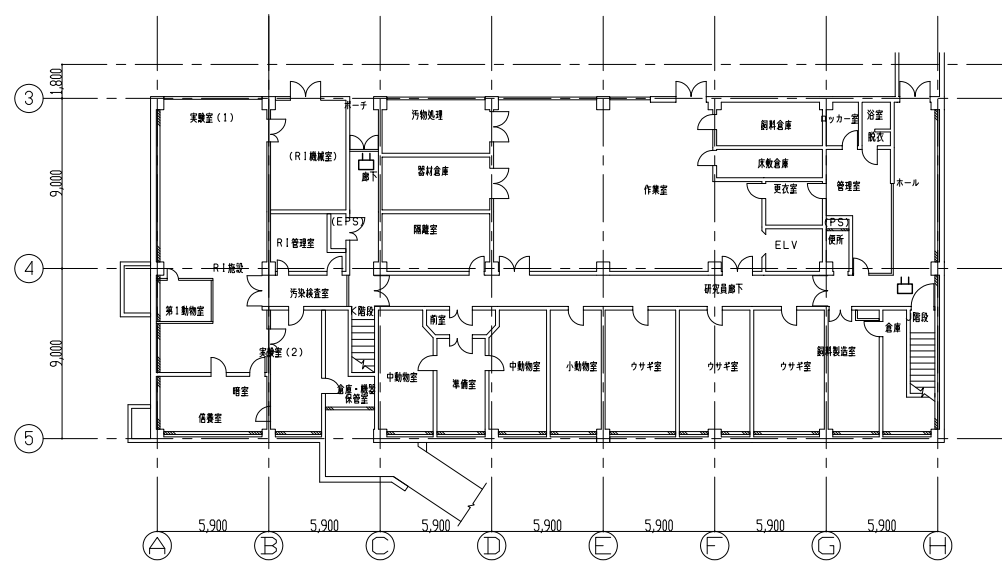 1,800
3
ポーチ
実験室(1)
汚物処理
飼料倉庫
ロッカー室
浴室
脱衣
(RI機械室)
廊下
器材倉庫
床敷倉庫
9,000
作業室
更衣室
管理室
ホール
(EPS)
(PS)
RI管理室
隔離室
ELV
便所
4
RI施設
汚染検査室
研究員廊下
第1動物室
階段
前室
階段
倉庫
9,000
実験室(2)
中動物室
準備室
中動物室
小動物室
ウサギ室
ウサギ室
ウサギ室
飼料製造室
暗室
倉庫・機器
保管室
信養室
5
5,900
5,900
5,900
5,900
5,900
5,900
5,900
A
B
C
D
E
F
G
H